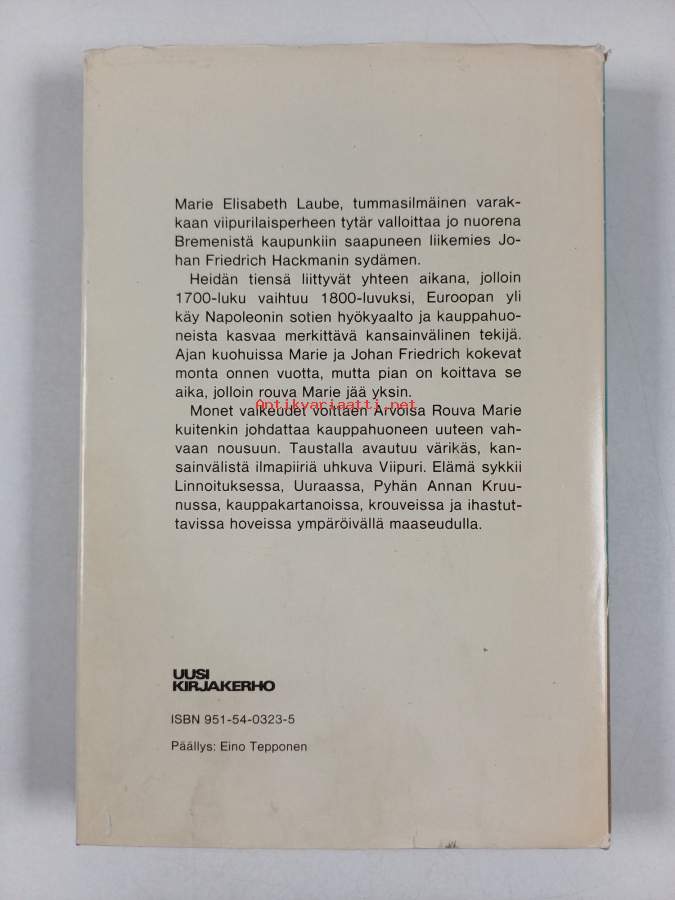 Marie Elisabeth Laube, tummasilmäinen varak-
kaan viipurilaisperheen tytär valloittaa jo nuorena
Bremenistä kaupunkiin saapuneen liikemies Jo-
han Friedrich Hackmanin sydämen.
Heidän tiensä liittyvät yhteen aikana, jolloin
1700-luku vaihtuu 1800-luvuksi, Euroopan yli
käy Napoleonin sotien hyökyaalto ja kauppahuo-
neista kasvaa merkittävä kansainvälinen tekijä.
Ajan kuohuissa Marie ja Johan Friedrich kokevat
monta onnen vuotta, mutta pian on koittava se
aika, jolloin rouva Marie jää yksin.
Antikvariaatti.net
Monet vaikeudet voittaen Arvoisa Rouva Marie
kuitenkin johdattaa kauppahuoneen uuteen vah-
vaan nousuun. Taustalla avautuu värikäs, kan-
sainvälistä ilmapiiriä uhkuva Viipuri. Elämä sykkii
Linnoituksessa, Uuraassa, Pyhän Annan Kruu-
nussa, kauppakartanoissa, krouveissa ja ihastut-
tavissa hoveissa ympäröivällä maaseudulla.
UUSI
KIRJAKERHO
ISBN 951-54-0323-5
Päällys: Eino Tepponen